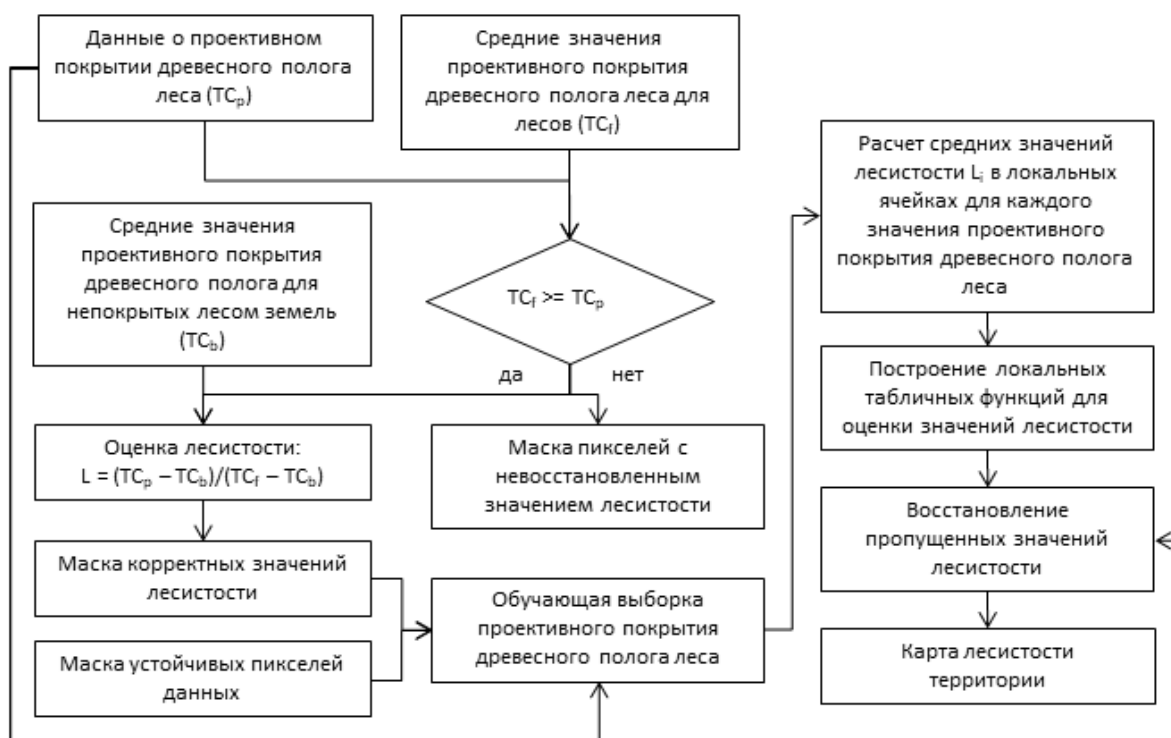 Данные о проективном
покрытии древесного полога
леса (TCp)
Средние значения
проективного покрытия
древесного полога леса для
лесов (TCf)
Средние значения
проективного покрытия
древесного полога для
непокрытых лесом земель
(TCb)
TCf >= TCp
да
нет
Оценка лесистости:
L = (TCp – TCb)/(TCf – TCb)
Маска пикселей с
невосстановленным
значением лесистости
Маска корректных значений
лесистости
Маска устойчивых пикселей
данных
Обучающая выборка
проективного покрытия
древесного полога леса
Расчет средних значений
лесистости Li в локальных
ячейках для каждого
значения проективного
покрытия древесного полога
леса
Построение локальных
табличных функций для
оценки значений лесистости
Восстановление
пропущенных значений
лесистости
Карта лесистости
территории